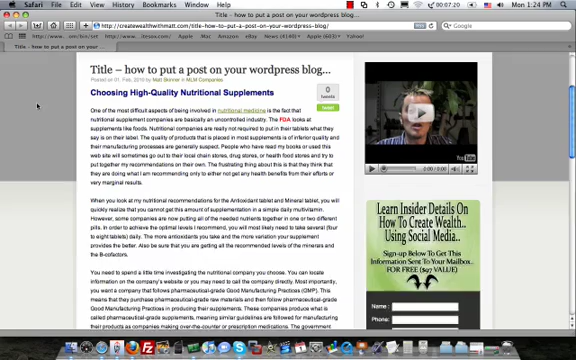 Safari File Edit View History Bookmarks Window Help
00:07:20
Mon 1:24 PM
Title – how to put a post on your wordpress blog...
http://createwealthwithmatt.com/title-how-to-put-a-post-on-your-wordpress-blog/
Google
Apple Mac Amazon eBay News (4140) Apple (603) Yahoo!
Title – how to put a post on your wordpress blog...
Title – how to put a post on your wordpress blog...
Posted on 01. Feb, 2010 by Matt Skinner in MLM Companies
0
tweets
tweet
Choosing High-Quality Nutritional Supplements
One of the most difficult aspects of being involved in nutritional medicine is the fact that
nutritional supplement companies are basically an uncontrolled industry. The FDA looks at
supplements like foods. Nutritional companies are really not required to put in their tablets what they
say is on their label. The quality of products that is placed in most supplements is of inferior quality and
their manufacturing processes are generally suspect. People who have read my books or used this
web site will sometimes go out to their local chain stores, drug stores, or health food stores and try to
put together my recommendations on their own. The frustrating thing about this is that they think they
are doing what I am recommending only to either not get any health benefits from their efforts or
very marginal results.
When you look at my nutritional recommendations for the Antioxidant tablet and Mineral tablet, you will
quickly realize that you cannot get this amount of supplementation in a simple daily multivitamin.
However, some companies are now putting all of the needed nutrients together in one or two different
pills. In order to achieve the optimal levels I recommend, you will most likely need to take several (four
to eight tablets) daily. The more antioxidants you take and the more variation your supplement
provides the better. Also be sure that you are getting all the recommended levels of the minerals and
the B-cofactors.
You need to spend a little time investigating the nutritional company you choose. You can locate
information on the company's website or you may need to call the company directly. Most importantly,
you want a company that follows pharmaceutical-grade Good Manufacturing Practices (GMP). This
means that they purchase pharmaceutical-grade raw materials and then follow pharmaceutical-grade
Good Manufacturing Practices in producing their supplements. These companies produce what is
called pharmaceutical-grade supplements, meaning similar guidelines are followed for manufacturing
their products as making over-the-counter or prescription medications. The government
0:00 / 0:00
YouTube
Learn Insider Details On
How To Create Wealth..
Using Social Media..
Sign-up Below To Get This
Information Sent To Your Mailbox..
FOR FREE ($97 VALUE)
Name :
Phone: